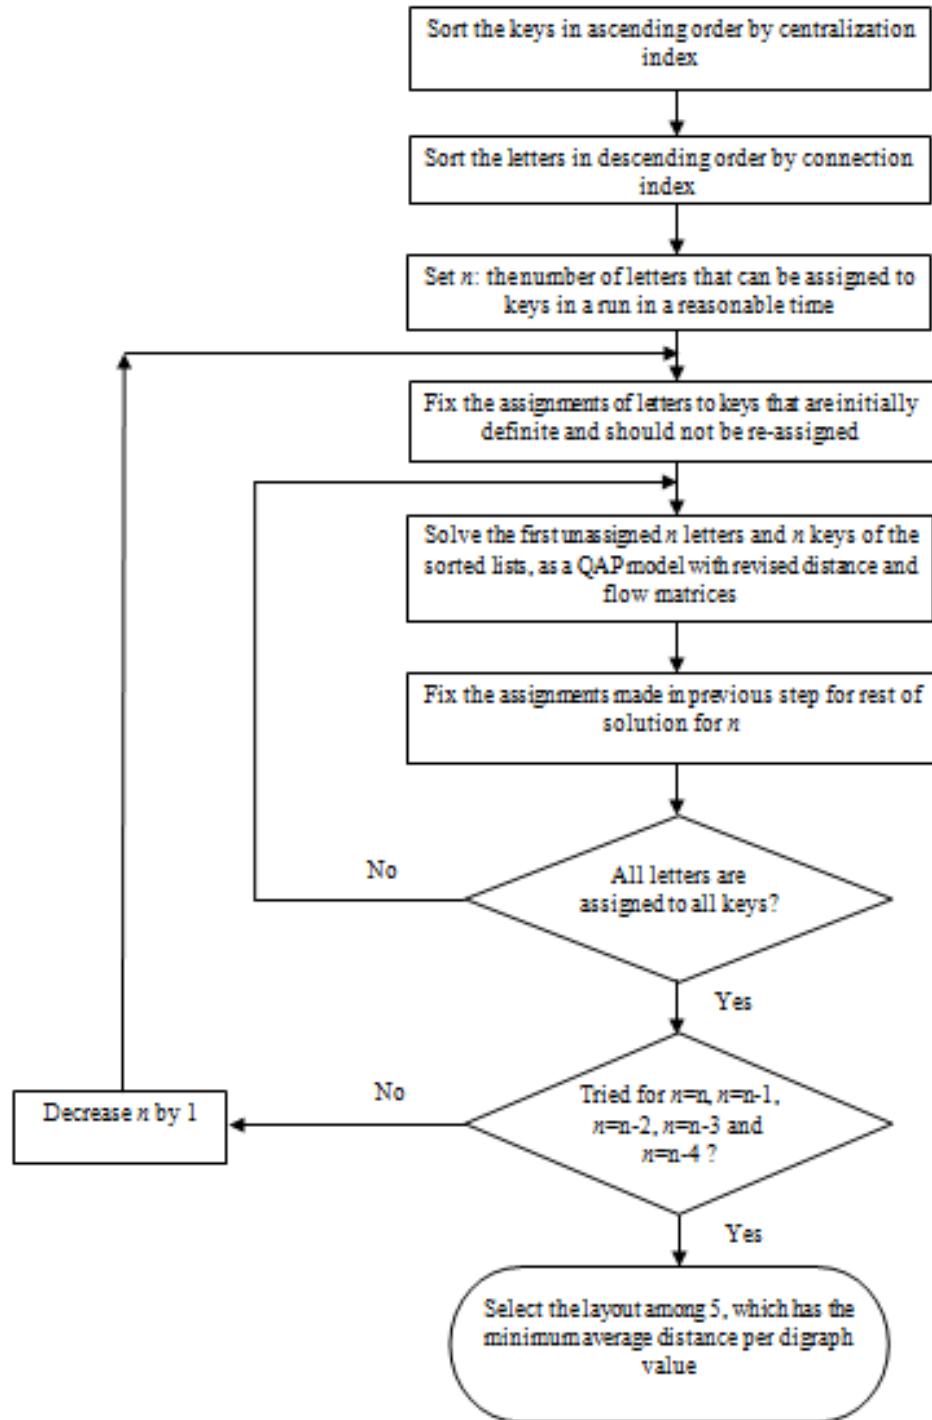 Sort the keys in ascending order by centralization
index
Sort the letters in descending order by connection
index
Set n: the number of letters that can be assigned to
keys in a run in a reasonable time
Fix the assignments of letters to keys that are initially
definite and should not be re-assigned
Solve the first unassigned n letters and n keys of the
sorted lists, as a QAP model with revised distance and
flow matrices
Fix the assignments made in previous step for rest of
solution for n
No
All letters are
assigned to all keys?
Yes
Decrease n by 1
No
Tried for n=n, n=n-1,
n=n-2, n=n-3 and
n=n-4 ?
Yes
Select the layout among 5, which has the
minimum average distance per digraph
value